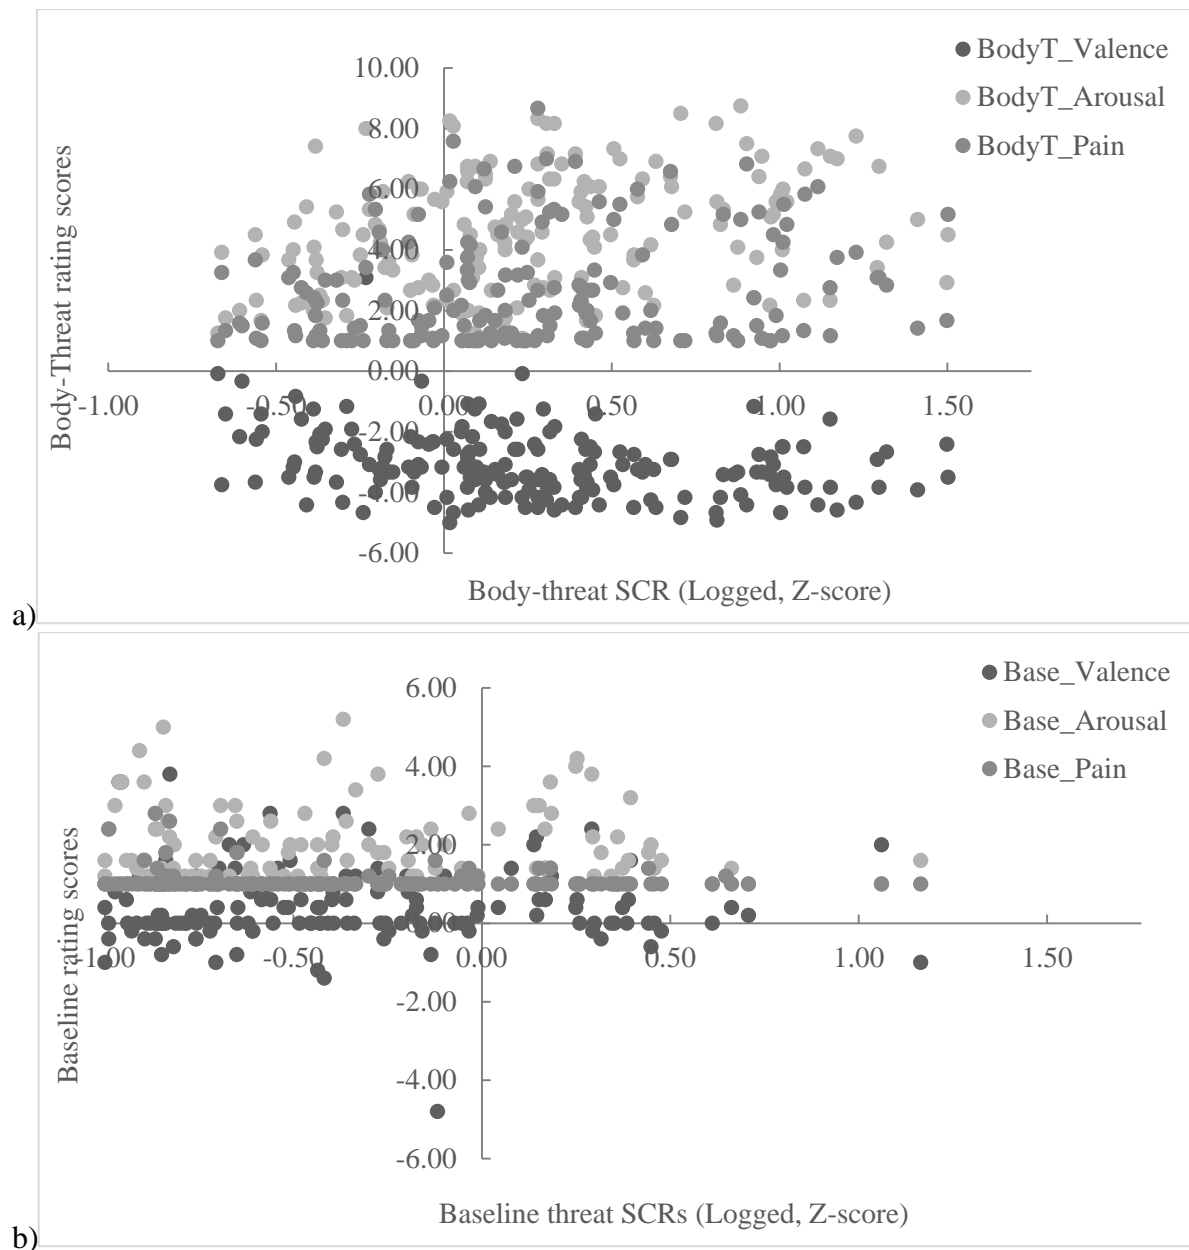 BodyT_Valence
BodyT_Arousal
BodyT_Pain
10.00
8.00
6.00
4.00
2.00
0.00
-2.00
-4.00
-6.00
-1.00
-0.50
0.00
0.50
1.00
1.50
Body-Threat rating scores
Body-threat SCR (Logged, Z-score)
a)
Base_Valence
Base_Arousal
Base_Pain
6.00
4.00
2.00
0.00
-2.00
-4.00
-6.00
-1.00
-0.50
0.00
0.50
1.00
1.50
Baseline rating scores
Baseline threat SCRs (Logged, Z-score)
b)